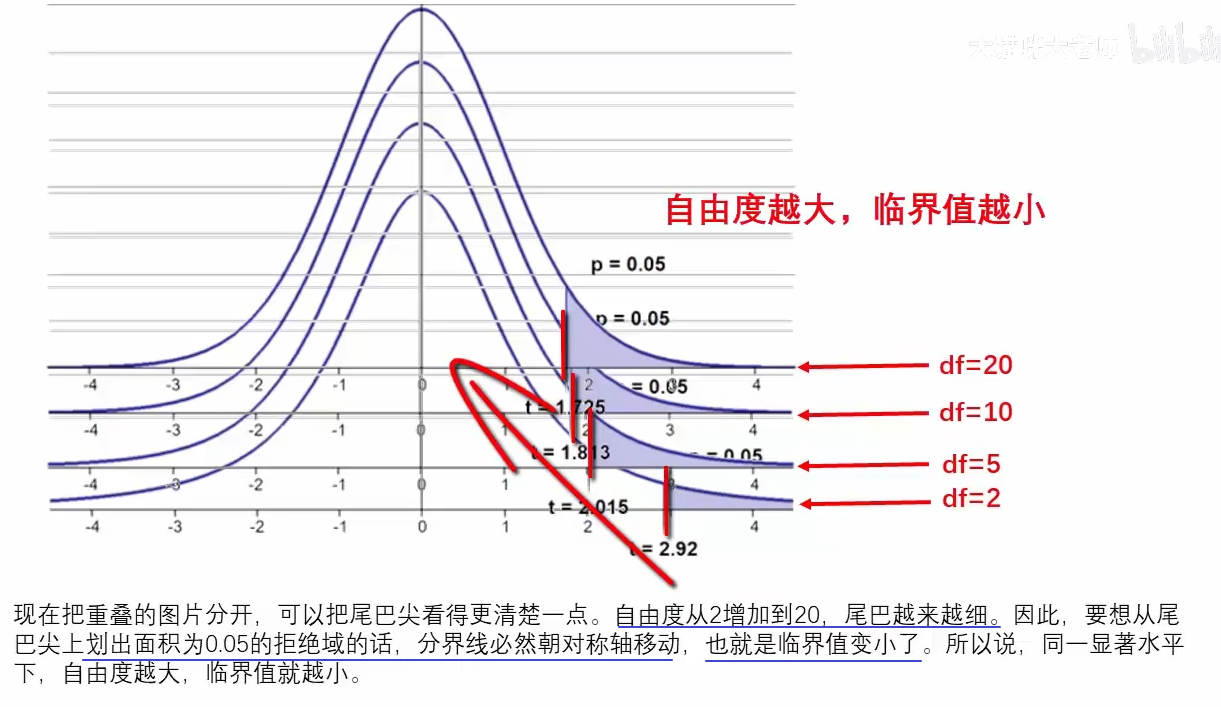 bilibili
自由度越大，临界值越小
p = 0.05
p = 0.05
df=20
-4 -3 -2 -1 0 2 3 4
= 0.05
t = 1.725
df=10
-4 -3 -2 -1 0 1 2 3 4
t = 1.813
= 0.05
df=5
-4 -3 -2 -1 0 1 3 4
df=2
t = 2.015
-4 -3 -2 -1 0 1 2 4
t = 2.92
现在把重叠的图片分开，可以把尾巴尖看得更清楚一点。自由度从2增加到20，尾巴越来越细。因此，要想从尾
巴尖上划出面积为0.05的拒绝域的话，分界线必然朝对称轴移动，也就是临界值变小了。所以说，同一显著水平
下，自由度越大，临界值就越小。